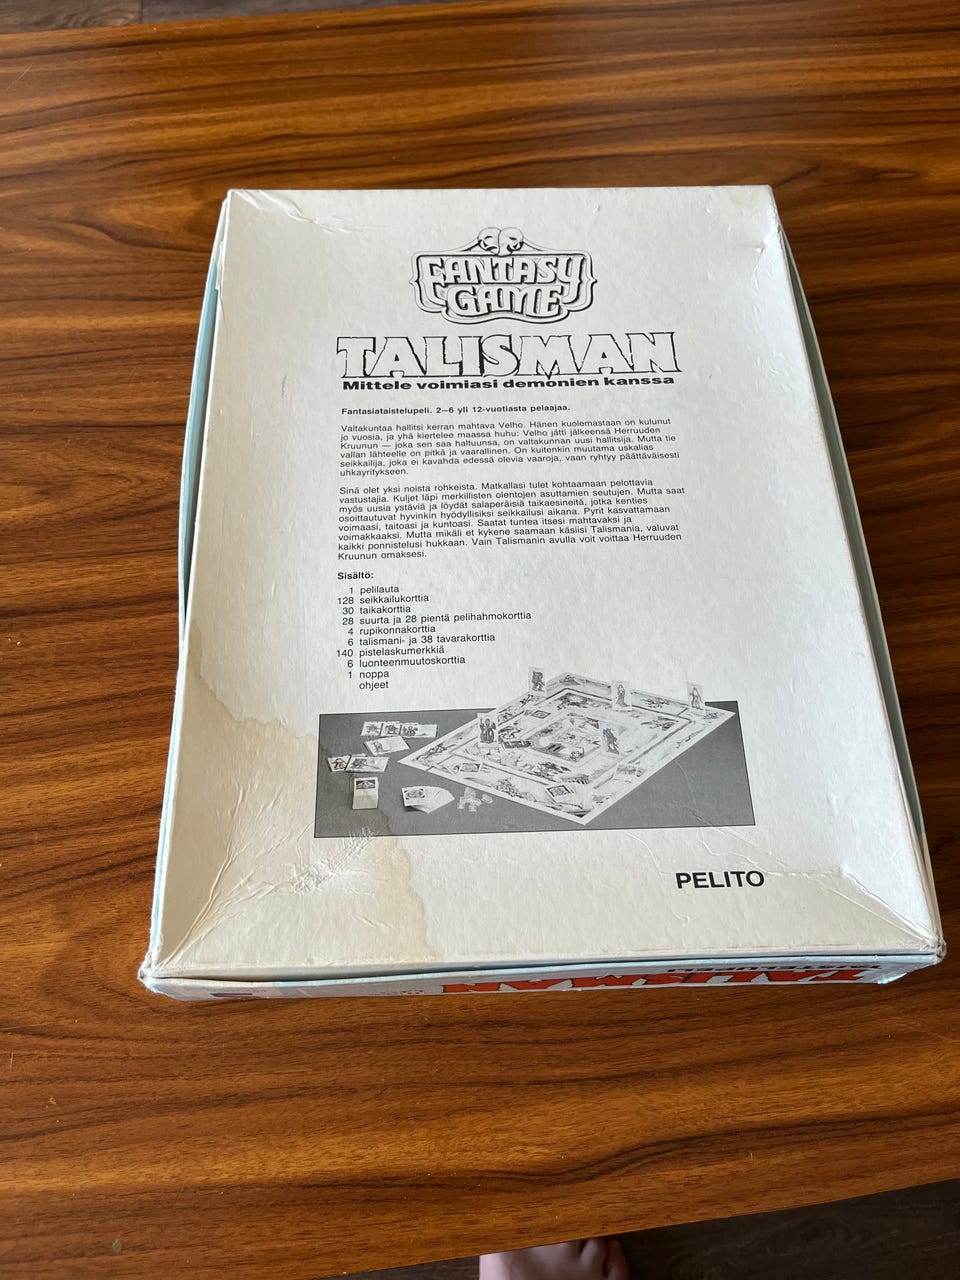 FANTASY
GAME
TALISMAN
Mittele voimiasi demonien kanssa
Fantasiataistelupeli. 2—6 yli 12-vuotiasta pelaajaa.
Valtakuntaa hallitsi kerran mahtava Velho. Hänen kuolemastaan on kulunut
jo vuosia, ja yhä kiertelee maassa huhu: Velho jätti jälkeensä Herruuden
Kruunun — joka sen saa haltuunsa, on valtakunnan uusi hallitsija. Mutta tie
vallan lähteelle on pitkä ja vaarallinen. On kuitenkin muutama uskalias
seikkailija, joka ei kavahda edessä olevia vaaroja, vaan ryhtyy päättäväisesti
uhkayritykseen.
Sinä olet yksi noista rohkeista. Matkallasi tulet kohtaamaan pelottavia
vastustajia. Kuljet läpi merkillisten olentojen asuttamien seutujen. Mutta saat
myös uusia ystäviä ja löydät salaperäisiä taikaesineitä, jotka kenties
osoittautuvat hyvinkin hyödyllisiksi seikkailusi aikana. Pyrit kasvattamaan
voimaasi, taitoasi ja kuntoasi. Saatat tuntea itsesi mahtavaksi ja
voimakkaaksi. Mutta mikäli et kykene saamaan käsiisi Talismania, valuvat
kaikki ponnistelusi hukkaan. Vain Talismanin avulla voit voittaa Herruuden
Kruunun omaksesi.
Sisältö:
1 pelilauta
128 seikkailukorttia
30 taikakorttia
28 suurta ja 28 pientä pelihahmokorttia
4 rupikonnakorttia
6 talismani- ja 38 tavarakorttia
140 pistelaskumerkkiä
6 luonteenmuutoskorttia
1 noppa
ohjeet
PELITO
TAISTELUPELI
TALISMAN